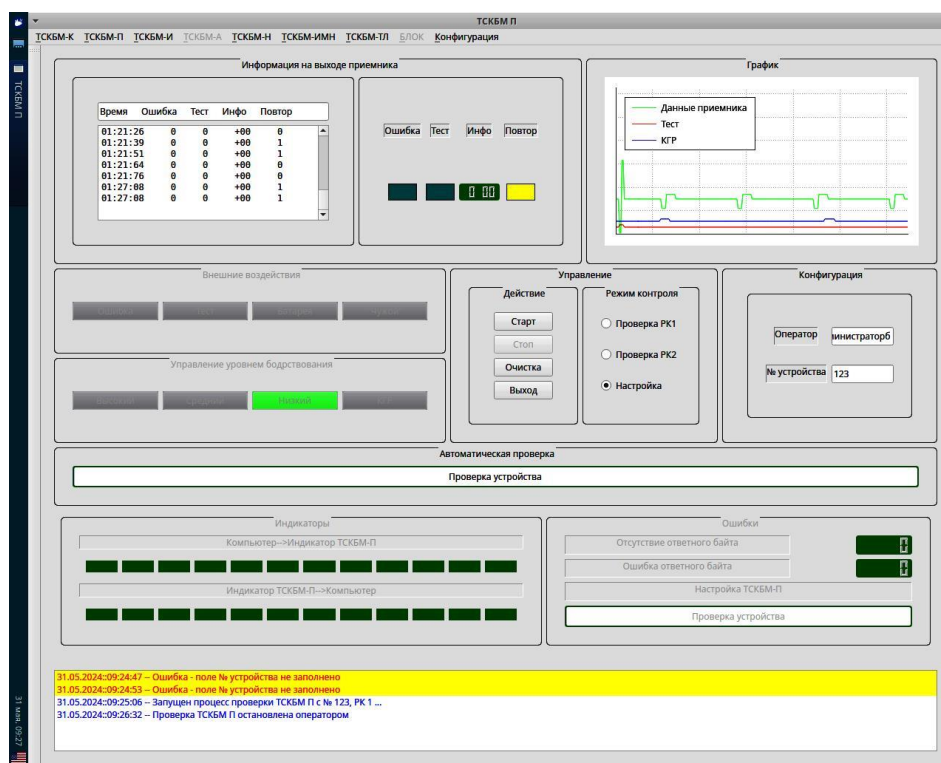 ТСКБМ П
ТСКБМ-К ТСКБМ-П ТСКБМ-И ТСКБМ-А ТСКБМ-Н ТСКБМ-ИМН ТСКБМ-ТЛ БЛОК Конфигурация
ТСКБМ П
31 мая, 09:27
Информация на выходе приемника
Время Ошибка Тест Инфо Повтор
01:21:26 0 0 +00 0
01:21:39 0 0 +00 1
01:21:51 0 0 +00 1
01:21:64 0 0 +00 0
01:21:76 0 0 +00 0
01:27:08 0 0 +00 1
01:27:08 0 0 +00 1
Ошибка Тест Инфо Повтор
0 00
График
Данные приемника
Тест
КГР
Внешние воздействия
Ошибка Тест
Управление уровнем бодрствования
Высокий Средний Низкий КГР
Управление
Действие
Старт
Стоп
Очистка
Выход
Режим контроля
Проверка РК1
Проверка РК2
Настройка
Конфигурация
Оператор министраторб
№ устройства 123
Автоматическая проверка
Проверка устройства
Индикаторы
Компьютер-->Индикатор ТСКБМ-П
Индикатор ТСКБМ-П-->Компьютер
Ошибки
Отсутствие ответного байта 0
Ошибка ответного байта 0
Настройка ТСКБМ-П
Проверка устройства
31.05.2024::09:24:47 -- Ошибка - поле № устройства не заполнено
31.05.2024::09:24:53 -- Ошибка - поле № устройства не заполнено
31.05.2024::09:25:06 -- Запущен процесс проверки ТСКБМ П с № 123, РК 1 ...
31.05.2024::09:26:32 -- Проверка ТСКБМ П остановлена оператором